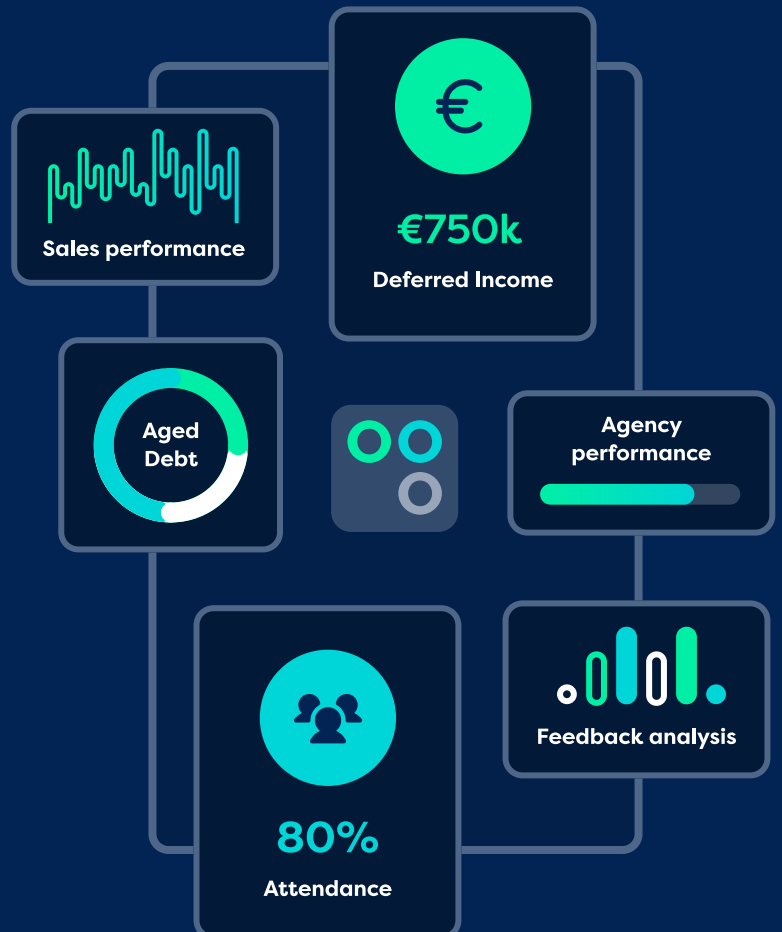 €
€750k
Deferred Income
Sales performance
Aged
Debt
Agency
performance
Feedback analysis
80%
Attendance